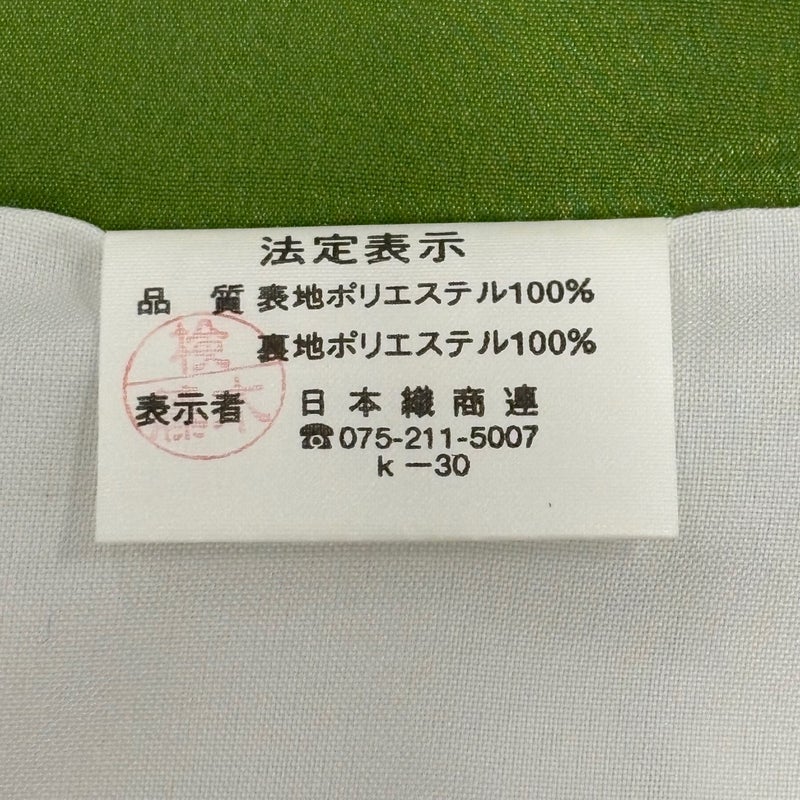 法定表示
品 質 表地ポリエステル100%
裏地ポリエステル100%
表示者 日本織商連
☎075-211-5007
k-30
検